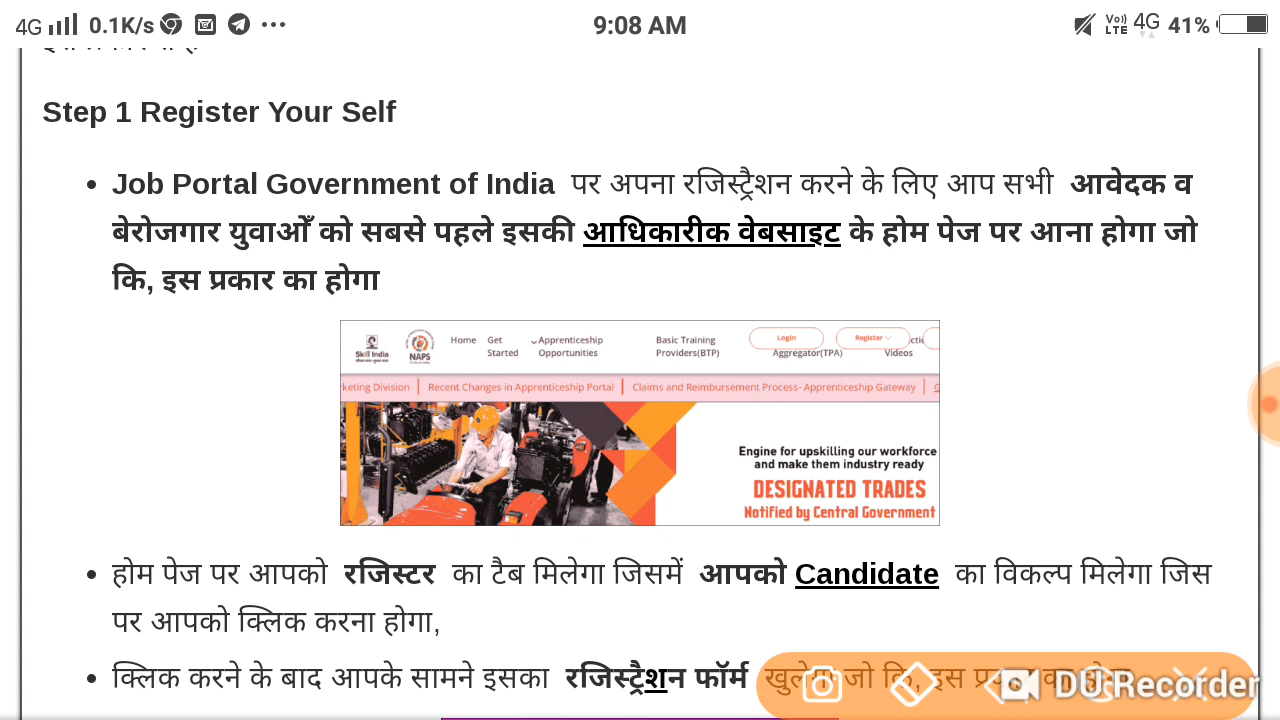 4G 0.1K/s 9:08 AM Vo)) LTE 4G 41%
Step 1 Register Your Self
Job Portal Government of India पर अपना रजिस्ट्रैशन करने के लिए आप सभी आवेदक व
बेरोजगार युवाओँ को सबसे पहले इसकी आधिकारीक वेबसाइट के होम पेज पर आना होगा जो
कि, इस प्रकार का होगा
Skill India NAPS Home Get Started Apprenticeship Opportunities Basic Training Providers(BTP) Login Register
Aggregator(TPA) Videos
keting Division | Recent Changes in Apprenticeship Portal | Claims and Reimbursement Process- Apprenticeship Gateway
Engine for upskilling our workforce
and make them industry ready
DESIGNATED TRADES
Notified by Central Government
होम पेज पर आपको रजिस्टर का टैब मिलेगा जिसमें आपको Candidate का विकल्प मिलेगा जिस
पर आपको क्लिक करना होगा,
क्लिक करने के बाद आपके सामने इसका रजिस्ट्रैशन फॉर्म खुलेगा जो कि, इस
DU Recorder